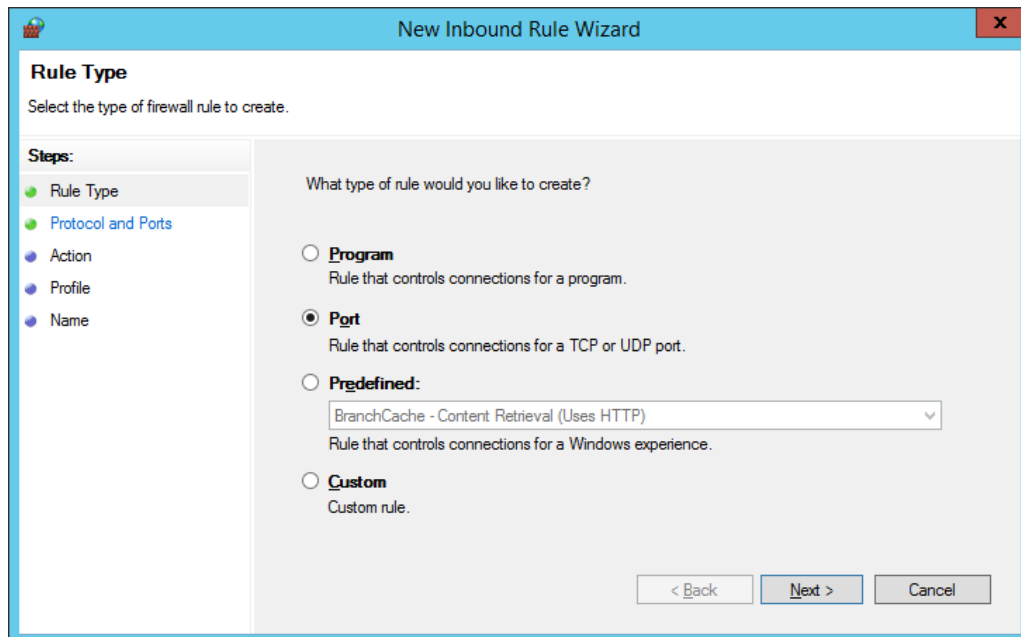 New Inbound Rule Wizard
x
Rule Type
Select the type of firewall rule to create.
Steps:
Rule Type
Protocol and Ports
Action
Profile
Name
What type of rule would you like to create?
Program
Rule that controls connections for a program.
Port
Rule that controls connections for a TCP or UDP port.
Predefined:
BranchCache - Content Retrieval (Uses HTTP)
Rule that controls connections for a Windows experience.
Custom
Custom rule.
< Back Next > Cancel